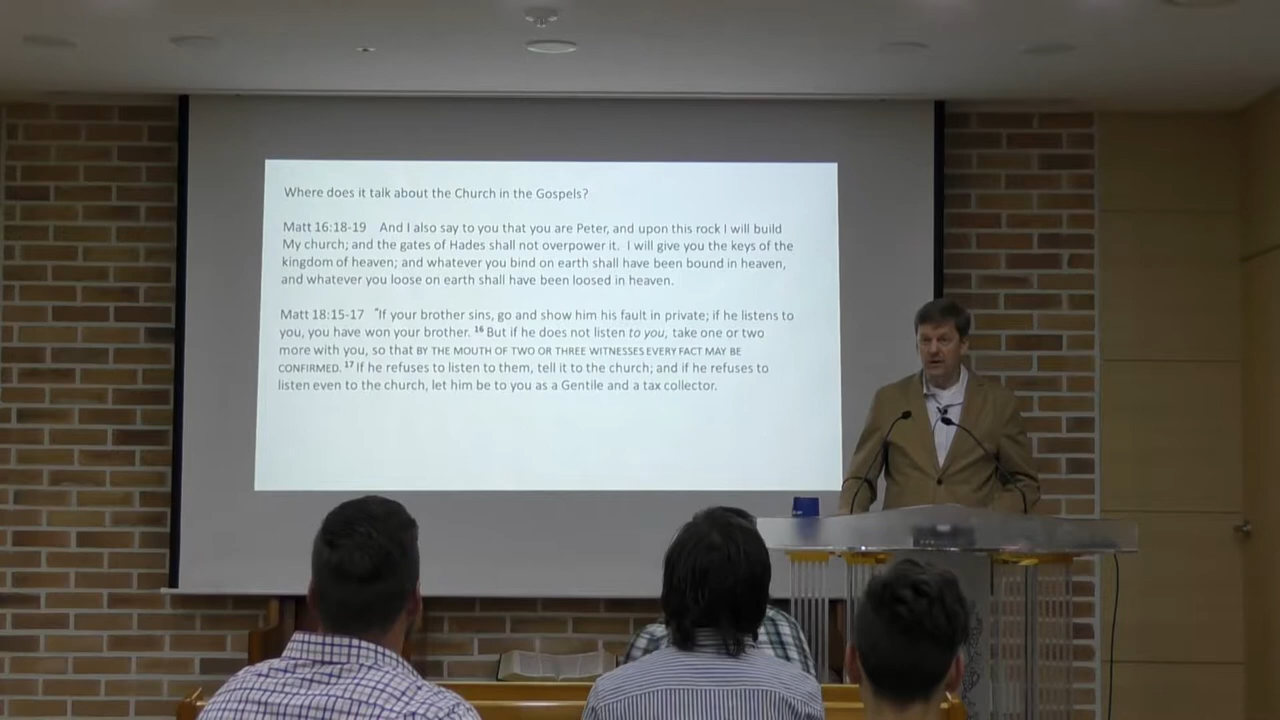 Where does it talk about the Church in the Gospels?
Matt 16:18-19 And I also say to you that you are Peter, and upon this rock I will build
My church; and the gates of Hades shall not overpower it. I will give you the keys of the
kingdom of heaven; and whatever you bind on earth shall have been bound in heaven,
and whatever you loose on earth shall have been loosed in heaven.
Matt 18:15-17 "If your brother sins, go and show him his fault in private; if he listens to
you, you have won your brother. 16 But if he does not listen to you, take one or two
more with you, so that BY THE MOUTH OF TWO OR THREE WITNESSES EVERY FACT MAY BE
CONFIRMED. 17 If he refuses to listen to them, tell it to the church; and if he refuses to
listen even to the church, let him be to you as a Gentile and a tax collector.